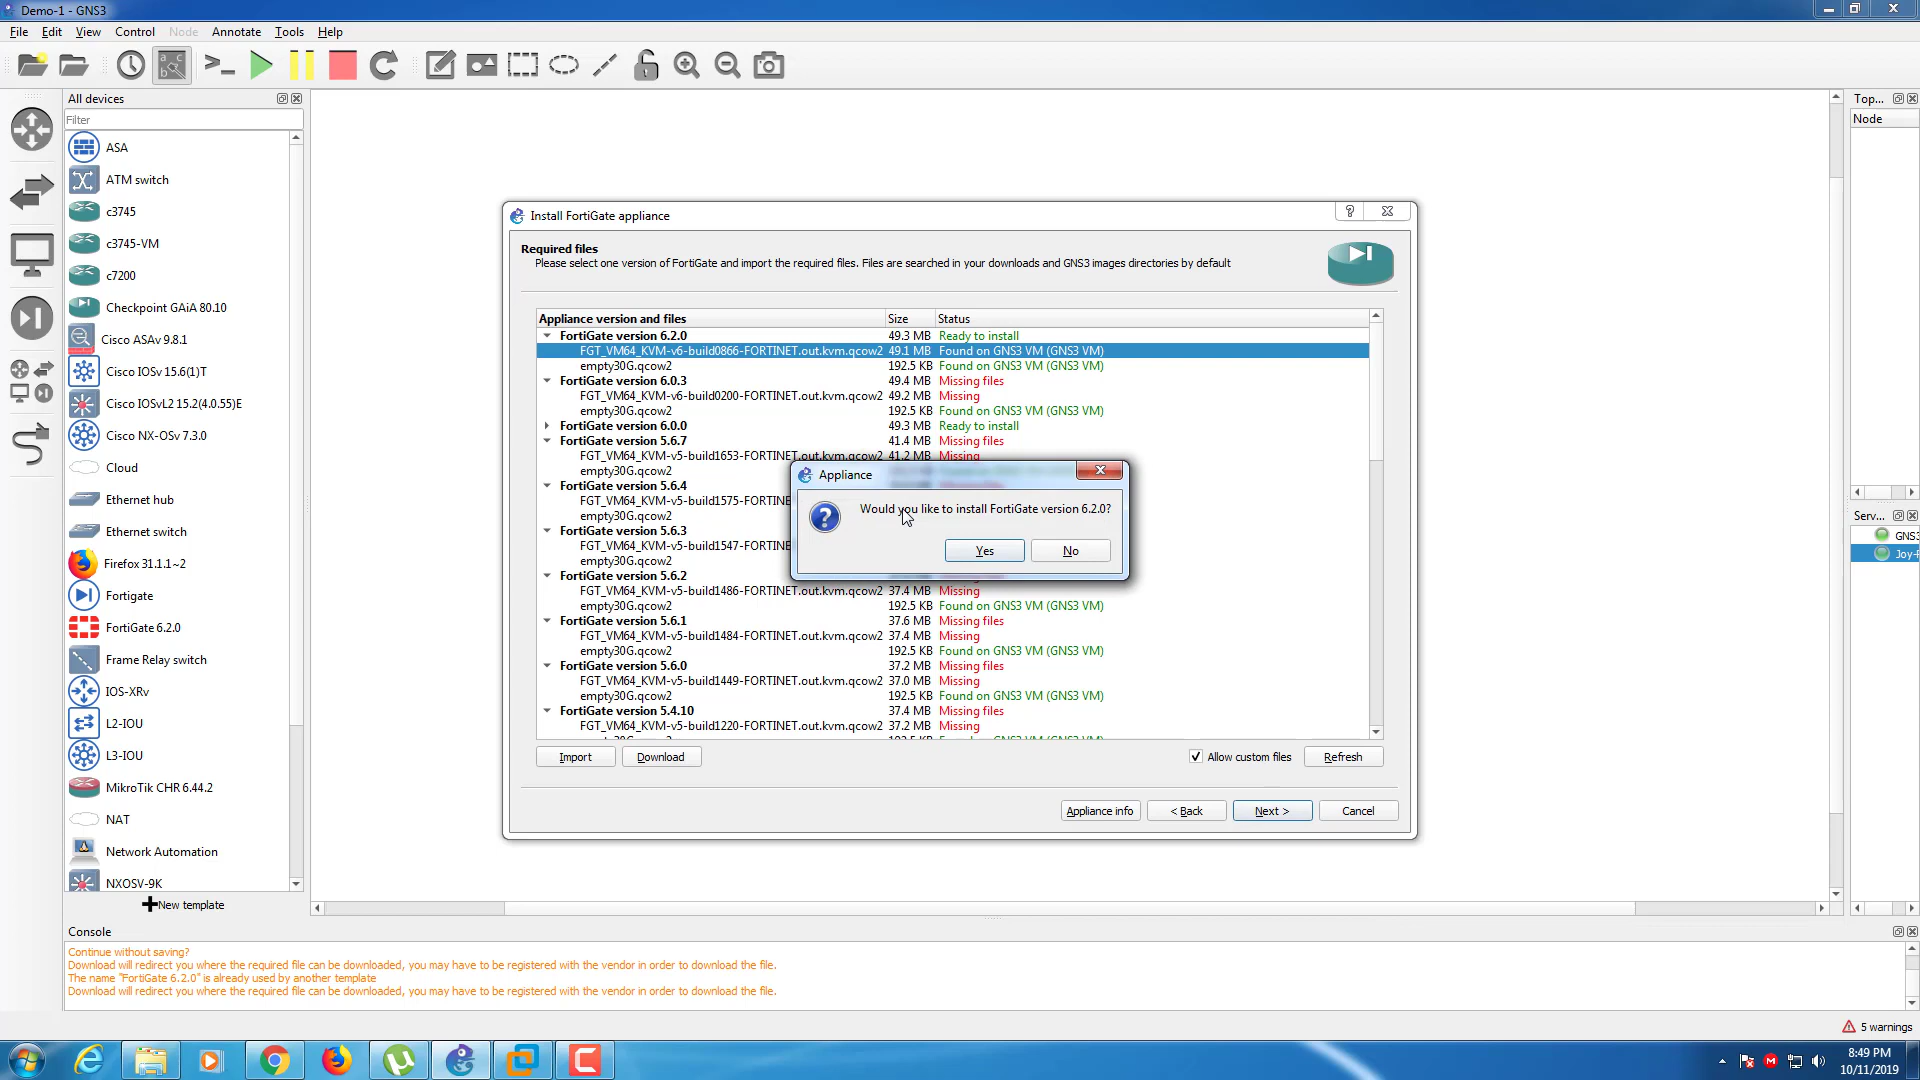 Demo-1 - GNS3
File Edit View Control Node Annotate Tools Help
All devices
Filter
ASA
ATM switch
c3745
c3745-VM
c7200
Checkpoint GAiA 80.10
Cisco ASAv 9.8.1
Cisco IOSv 15.6(1)T
Cisco IOSvL2 15.2(4.0.55)E
Cisco NX-OSv 7.3.0
Cloud
Ethernet hub
Ethernet switch
Firefox 31.1.1~2
Fortigate
FortiGate 6.2.0
Frame Relay switch
IOS-XRv
L2-IOU
L3-IOU
MikroTik CHR 6.44.2
NAT
Network Automation
NXOSV-9K
New template
Install FortiGate appliance
Required files
Please select one version of FortiGate and import the required files. Files are searched in your downloads and GNS3 images directories by default
Appliance version and files Size Status
FortiGate version 6.2.0 49.3 MB Ready to install
FGT_VM64_KVM-v6-build0866-FORTINET.out.kvm.qcow2 49.1 MB Found on GNS3 VM (GNS3 VM)
empty30G.qcow2 192.5 KB Found on GNS3 VM (GNS3 VM)
FortiGate version 6.0.3 49.4 MB Missing files
FGT_VM64_KVM-v6-build0200-FORTINET.out.kvm.qcow2 49.2 MB Missing
empty30G.qcow2 192.5 KB Found on GNS3 VM (GNS3 VM)
FortiGate version 6.0.0 49.3 MB Ready to install
FortiGate version 5.6.7 41.4 MB Missing files
FGT_VM64_KVM-v5-build1653-FORTINET.out.kvm.qcow2 41.2 MB Missing
empty30G.qcow2
FortiGate version 5.6.4
FGT_VM64_KVM-v5-build1575-FORTINE
empty30G.qcow2
FortiGate version 5.6.3
FGT_VM64_KVM-v5-build1547-FORTINE
empty30G.qcow2
FortiGate version 5.6.2
FGT_VM64_KVM-v5-build1486-FORTINET.out.kvm.qcow2 37.4 MB Missing
empty30G.qcow2 192.5 KB Found on GNS3 VM (GNS3 VM)
FortiGate version 5.6.1 37.6 MB Missing files
FGT_VM64_KVM-v5-build1484-FORTINET.out.kvm.qcow2 37.4 MB Missing
empty30G.qcow2 192.5 KB Found on GNS3 VM (GNS3 VM)
FortiGate version 5.6.0 37.2 MB Missing files
FGT_VM64_KVM-v5-build1449-FORTINET.out.kvm.qcow2 37.0 MB Missing
empty30G.qcow2 192.5 KB Found on GNS3 VM (GNS3 VM)
FortiGate version 5.4.10 37.4 MB Missing files
FGT_VM64_KVM-v5-build1220-FORTINET.out.kvm.qcow2 37.2 MB Missing
Import Download Allow custom files Refresh
Appliance info < Back Next > Cancel
Appliance
Would you like to install FortiGate version 6.2.0?
Yes No
Top...
Node
Serv...
GNS3
Joy-
Console
Continue without saving?
Download will redirect you where the required file can be downloaded, you may have to be registered with the vendor in order to download the file.
The name "FortiGate 6.2.0" is already used by another template
Download will redirect you where the required file can be downloaded, you may have to be registered with the vendor in order to download the file.
5 warnings
8:49 PM
10/11/2019